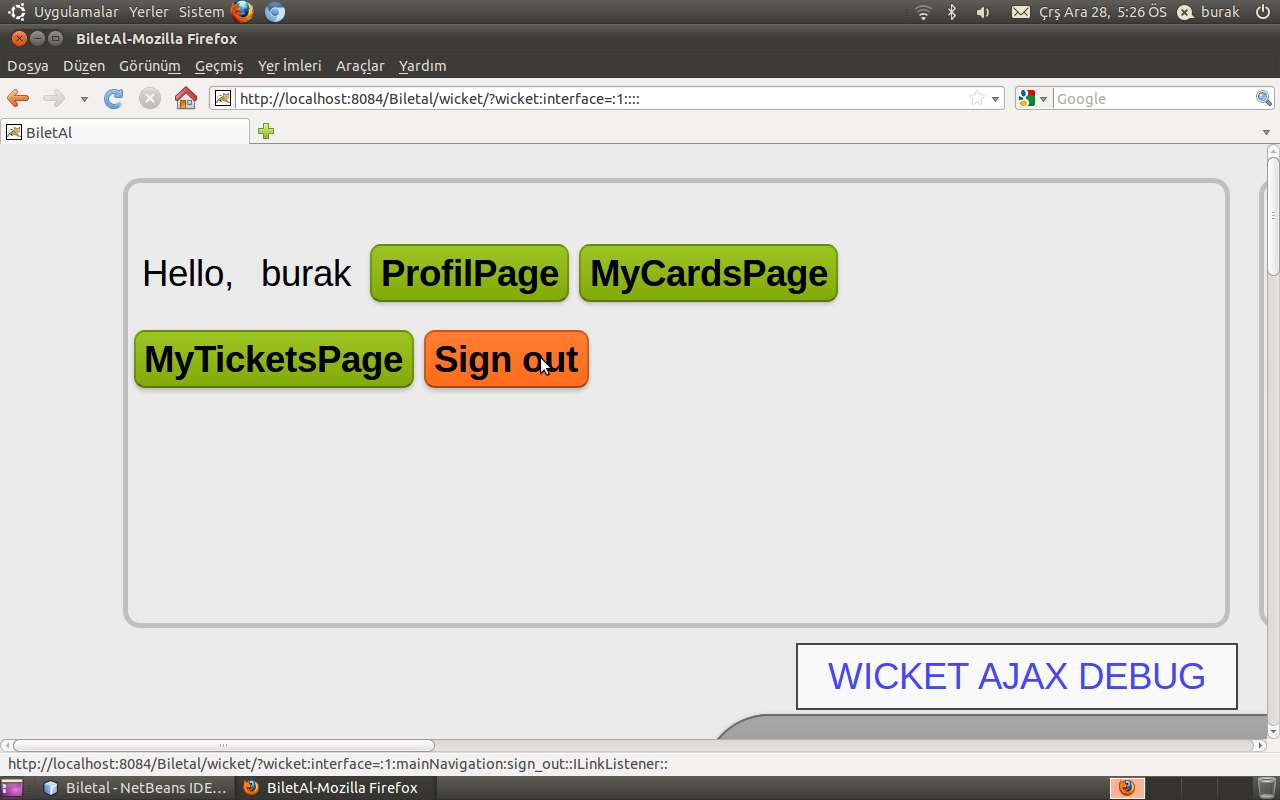 Uygulamalar Yerler Sistem Çrş Ara 28, 5:26 ÖS burak
BiletAl-Mozilla Firefox
Dosya Düzen Görünüm Geçmiş Yer İmleri Araçlar Yardım
http://localhost:8084/Biletal/wicket/?wicket:interface=:1:::: Google
BiletAl
Hello, burak ProfilPage MyCardsPage
MyTicketsPage Sign out
WICKET AJAX DEBUG
http://localhost:8084/Biletal/wicket/?wicket:interface=:1:mainNavigation:sign_out::ILinkListener::
Biletal - NetBeans IDE... BiletAl-Mozilla Firefox